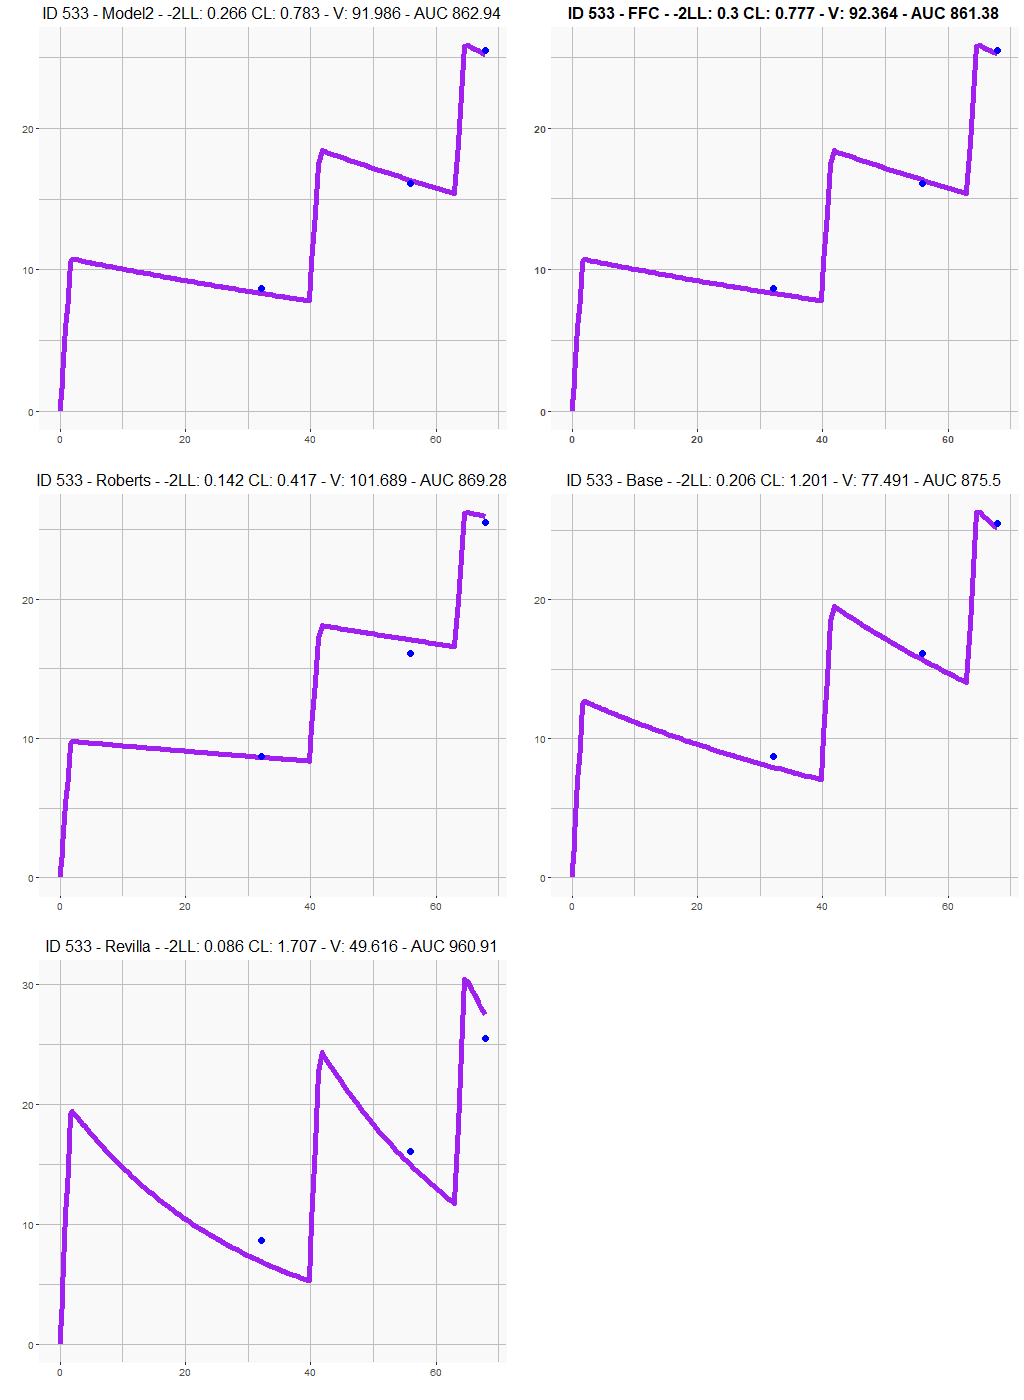 ID 533 - Model2 - -2LL: 0.266 CL: 0.783 - V: 91.986 - AUC 862.94
20
10
0
0 20 40 60
ID 533 - FFC - -2LL: 0.3 CL: 0.777 - V: 92.364 - AUC 861.38
20
10
0
0 20 40 60
ID 533 - Roberts - -2LL: 0.142 CL: 0.417 - V: 101.689 - AUC 869.28
20
10
0
0 20 40 60
ID 533 - Base - -2LL: 0.206 CL: 1.201 - V: 77.491 - AUC 875.5
20
10
0
0 20 40 60
ID 533 - Revilla - -2LL: 0.086 CL: 1.707 - V: 49.616 - AUC 960.91
30
20
10
0
0 20 40 60